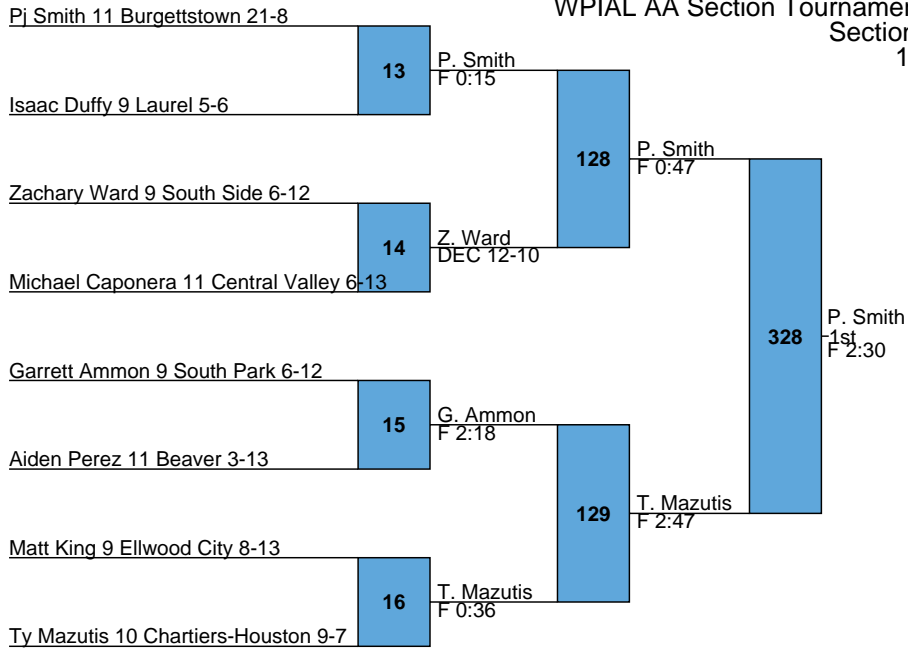 WPIAL AA Section Tournamen
Section
1
Pj Smith 11 Burgettstown 21-8
13
P. Smith
F 0:15
Isaac Duffy 9 Laurel 5-6
128
P. Smith
F 0:47
Zachary Ward 9 South Side 6-12
14
Z. Ward
DEC 12-10
Michael Caponera 11 Central Valley 6-13
328
P. Smith
1st
F 2:30
Garrett Ammon 9 South Park 6-12
15
G. Ammon
F 2:18
Aiden Perez 11 Beaver 3-13
129
T. Mazutis
F 2:47
Matt King 9 Ellwood City 8-13
16
T. Mazutis
F 0:36
Ty Mazutis 10 Chartiers-Houston 9-7